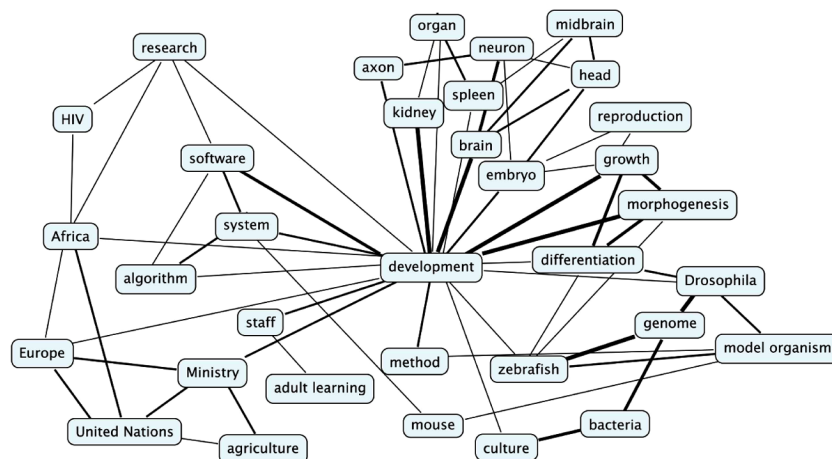 organ
midbrain
research
neuron
axon
head
spleen
kidney
HIV
reproduction
brain
software
growth
embryo
morphogenesis
system
Africa
differentiation
development
algorithm
Drosophila
staff
genome
Europe
model organism
method
zebrafish
Ministry
adult learning
mouse
bacteria
United Nations
agriculture
culture